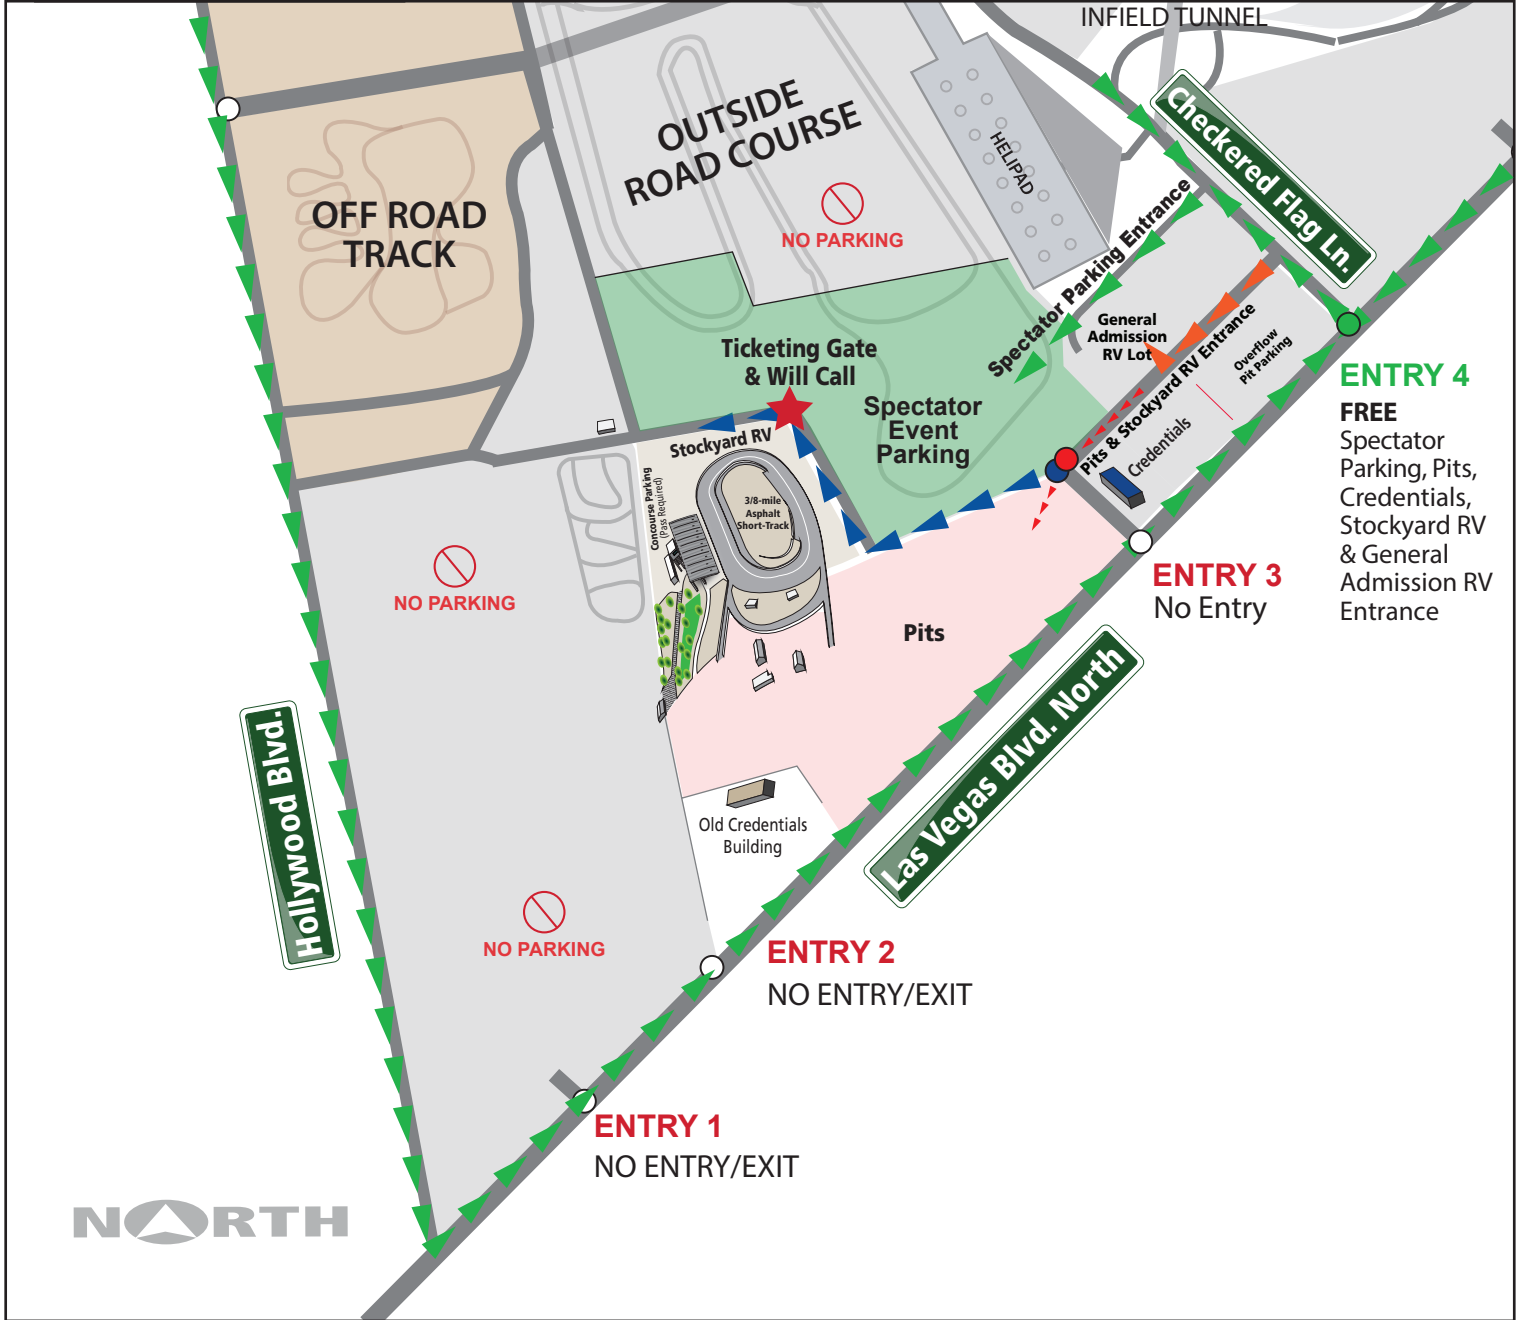 INFIELD TUNNEL
Checkered Flag Ln.
OUTSIDE
ROAD COURSE
HELIPAD
OFF ROAD
TRACK
NO PARKING
Spectator Parking Entrance
General
Admission
RV Lot
Pits & Stockyard RV Entrance
Overflow
Pit Parking
Ticketing Gate
& Will Call
Spectator
Event
Parking
Credentials
ENTRY 4
FREE
Spectator
Parking, Pits,
Credentials,
Stockyard RV
& General
Admission RV
Entrance
Stockyard RV
Concourse Parking
(Pass Required)
3/8-mile
Asphalt
Short-Track
NO PARKING
ENTRY 3
No Entry
Pits
Las Vegas Blvd. North
Hollywood Blvd.
Old Credentials
Building
NO PARKING
ENTRY 2
NO ENTRY/EXIT
ENTRY 1
NO ENTRY/EXIT
NORTH